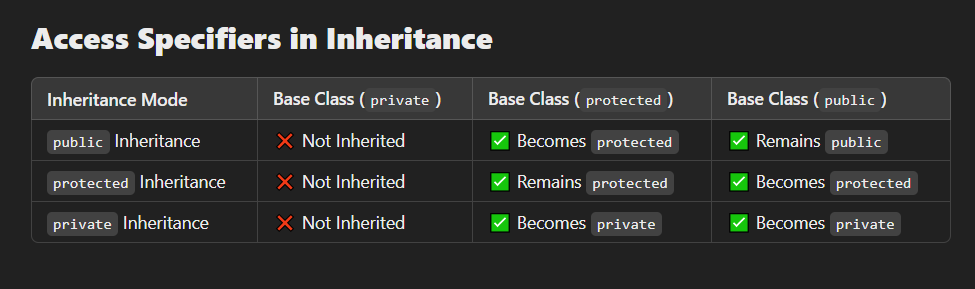 Access Specifiers in Inheritance
Inheritance Mode Base Class ( private ) Base Class ( protected ) Base Class ( public )
public Inheritance ❌ Not Inherited ✅ Becomes protected ✅ Remains public
protected Inheritance ❌ Not Inherited ✅ Remains protected ✅ Becomes protected
private Inheritance ❌ Not Inherited ✅ Becomes private ✅ Becomes private